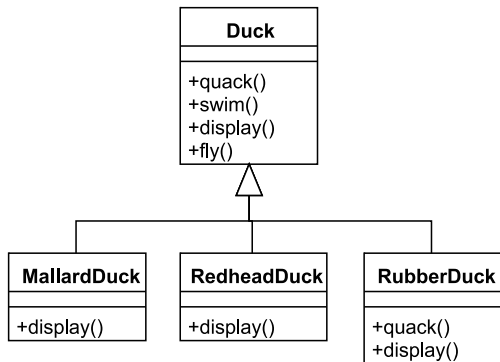 Duck
+quack()
+swim()
+display()
+fly()
MallardDuck
+display()
RedheadDuck
+display()
RubberDuck
+quack()
+display()